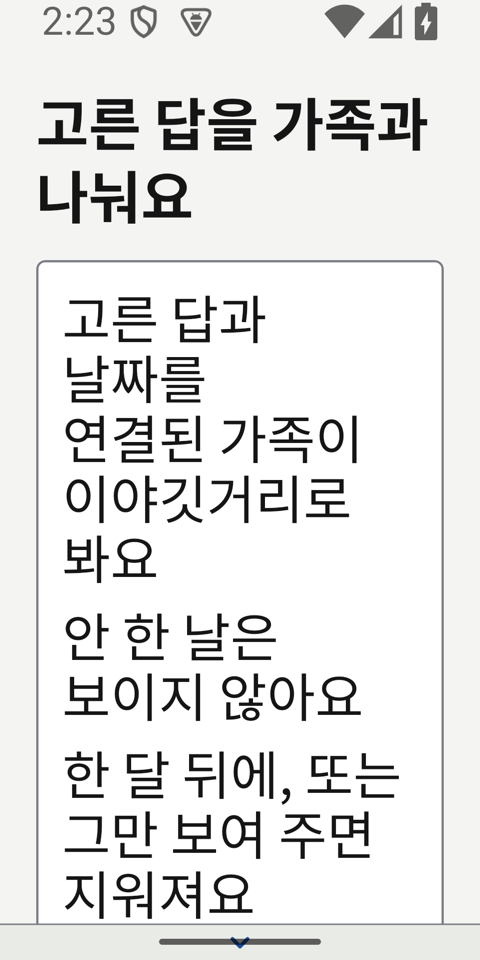 2:23
고른 답을 가족과
나눠요
고른 답과
날짜를
연결된 가족이
이야깃거리로
봐요
안 한 날은
보이지 않아요
한 달 뒤에, 또는
그만 보여 주면
지워져요